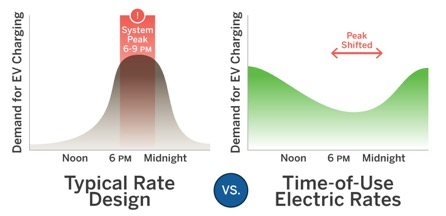 !
System
Peak
6-9 PM
Demand for EV Charging
Noon
6 PM
Midnight
Typical Rate
Design
VS.
Peak
Shifted
Demand for EV Charging
Noon
6 PM
Midnight
Time-of-Use
Electric Rates